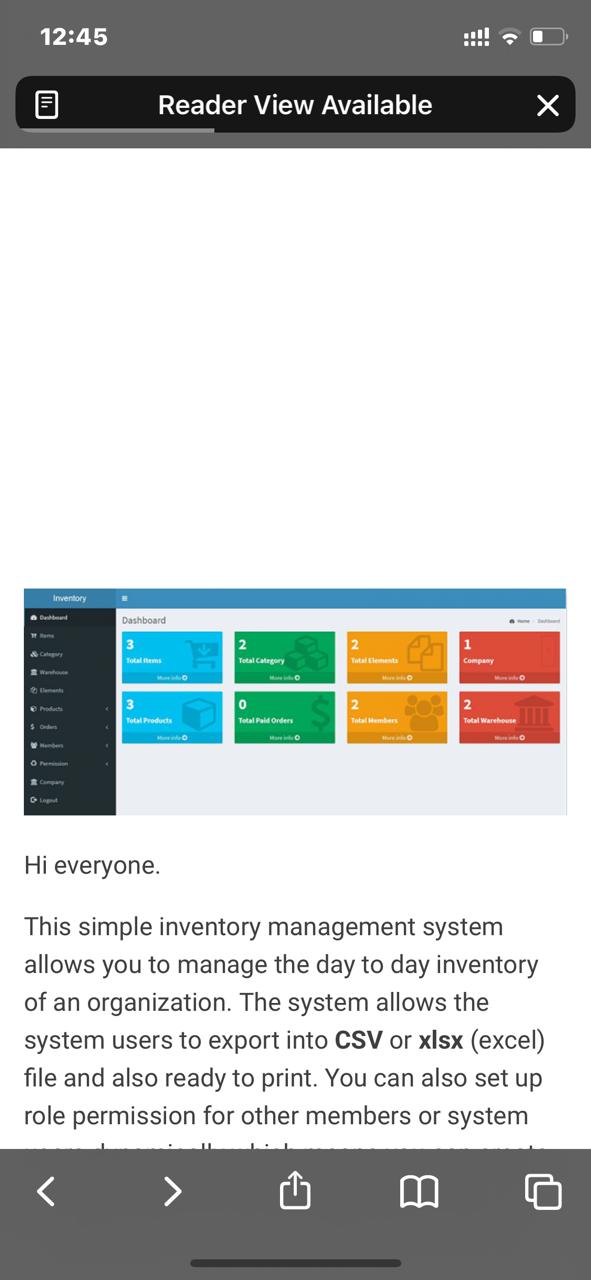 12:45
Reader View Available
Inventory
Dashboard
Items
Category
Warehouse
Elements
Products
Orders
Members
Permission
Company
Logout
Dashboard
Home
Dashboard
3
Total Items
More info
2
Total Category
More info
2
Total Elements
More info
1
Company
More info
3
Total Products
More info
0
Total Paid Orders
More info
2
Total Members
More info
2
Total Warehouse
More info
Hi everyone.
This simple inventory management system
allows you to manage the day to day inventory
of an organization. The system allows the
system users to export into CSV or xlsx (excel)
file and also ready to print. You can also set up
role permission for other members or system